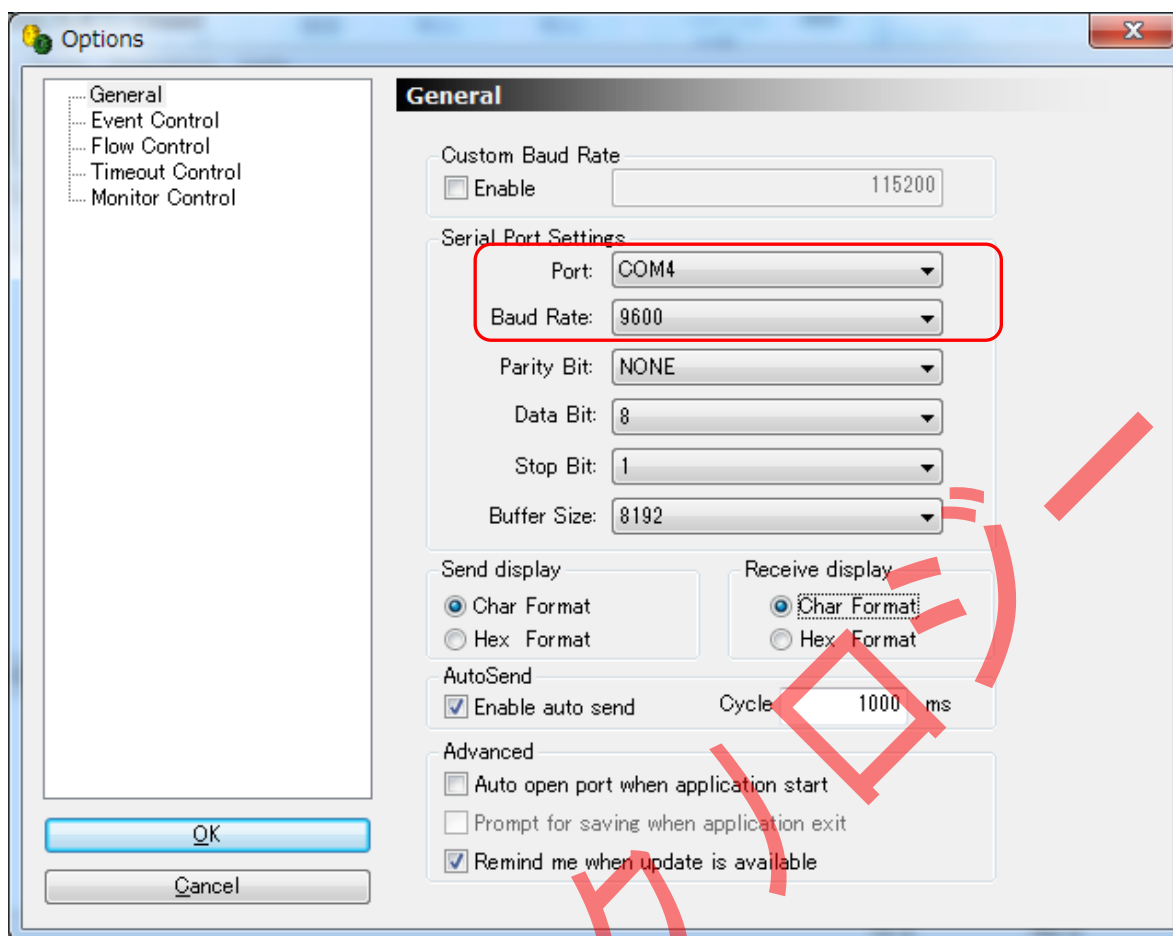 Options
General
Event Control
Flow Control
Timeout Control
Monitor Control
OK
Cancel
General
Custom Baud Rate
Enable 115200
Serial Port Settings
Port: COM4
Baud Rate: 9600
Parity Bit: NONE
Data Bit: 8
Stop Bit: 1
Buffer Size: 8192
Send display
Char Format
Hex Format
Receive display
Char Format
Hex Format
AutoSend
Enable auto send Cycle 1000 ms
Advanced
Auto open port when application start
Prompt for saving when application exit
Remind me when update is available